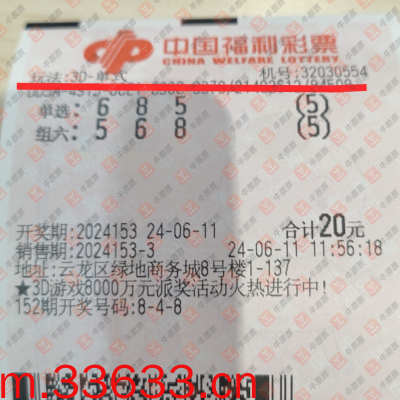 中国福利彩票
CHINA WELFARE LOTTERY
玩法:3D-单式 机号:32030554
单选: 6 8 5 (5)
组六: 5 6 8 (5)
开奖期:2024153 24-06-11 合计20元
销售期:2024153-3 24-06-11 11:56:18
地址:云龙区绿地商务城8号楼1-137
★3D游戏8000万元派奖活动火热进行中!
152期开奖号码:8-4-8
m.33633.cn